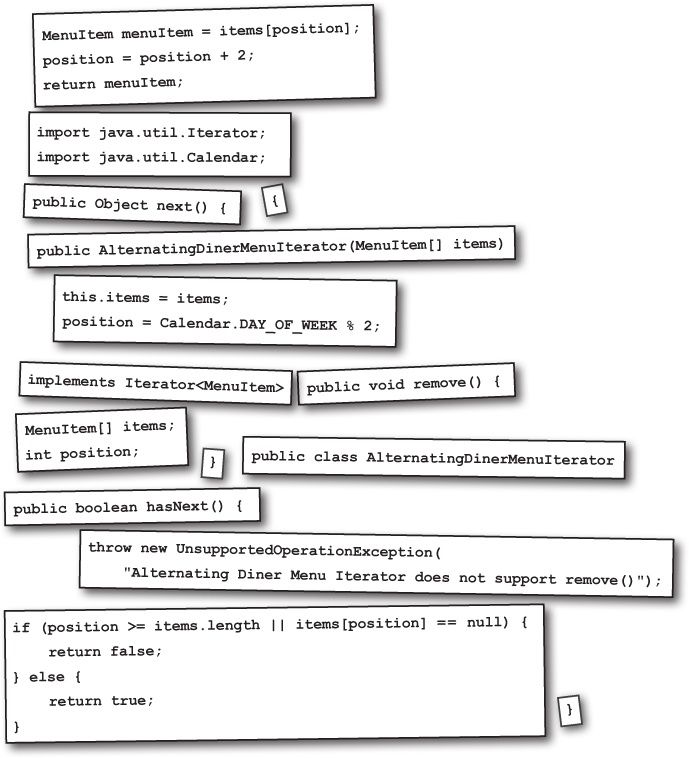 MenuItem menuItem = items[position];
position = position + 2;
return menuItem;
import java.util.Iterator;
import java.util.Calendar;
public Object next() {
{
public AlternatingDinerMenuIterator(MenuItem[] items)
this.items = items;
position = Calendar.DAY_OF_WEEK % 2;
implements Iterator<MenuItem>
public void remove() {
MenuItem[] items;
int position;
}
public class AlternatingDinerMenuIterator
public boolean hasNext() {
throw new UnsupportedOperationException(
"Alternating Diner Menu Iterator does not support remove()");
if (position >= items.length || items[position] == null) {
return false;
} else {
return true;
}
}